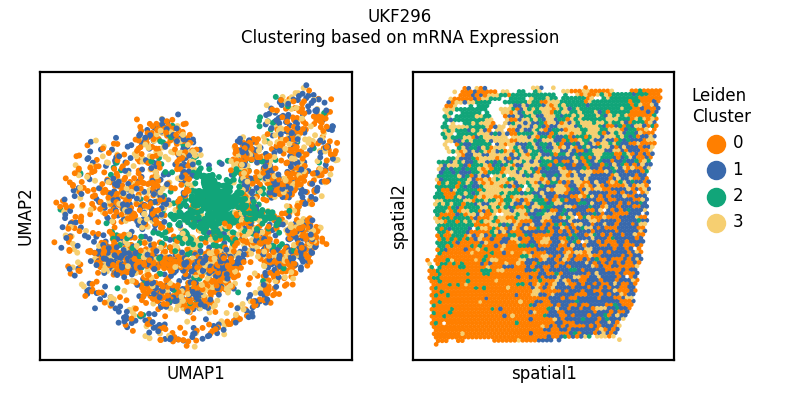 UKF296
Clustering based on mRNA Expression
UMAP2
UMAP1
spatial2
spatial1
Leiden
Cluster
0
1
2
3